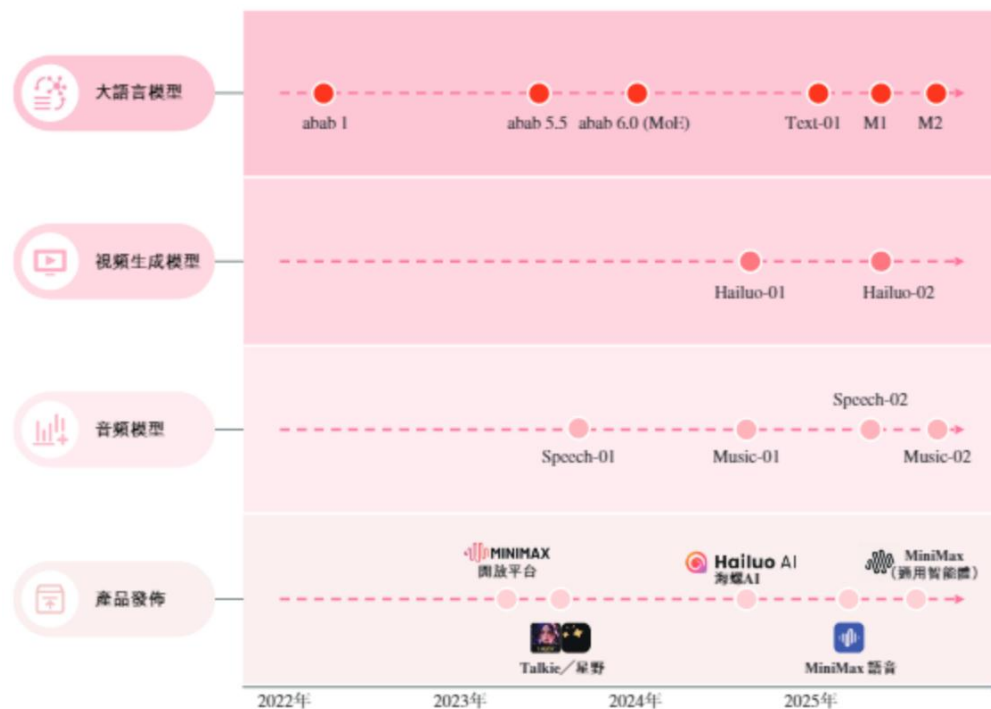 大語言模型
abab 1
abab 5.5
abab 6.0 (MoE)
Text-01
M1
M2
視頻生成模型
Hailuo-01
Hailuo-02
音頻模型
Speech-02
Speech-01
Music-01
Music-02
產品發佈
MINIMAX
開放平台
Hailuo AI
海螺AI
MiniMax
(通用智能體)
Talkie／星野
MiniMax 語音
2022年
2023年
2024年
2025年